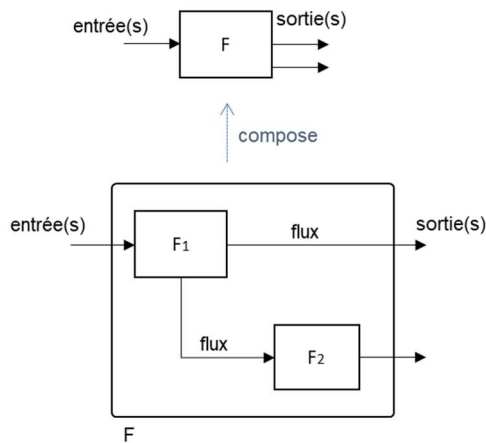 entrée(s)
F
sortie(s)
compose
entrée(s)
F1
flux
sortie(s)
flux
F2
F